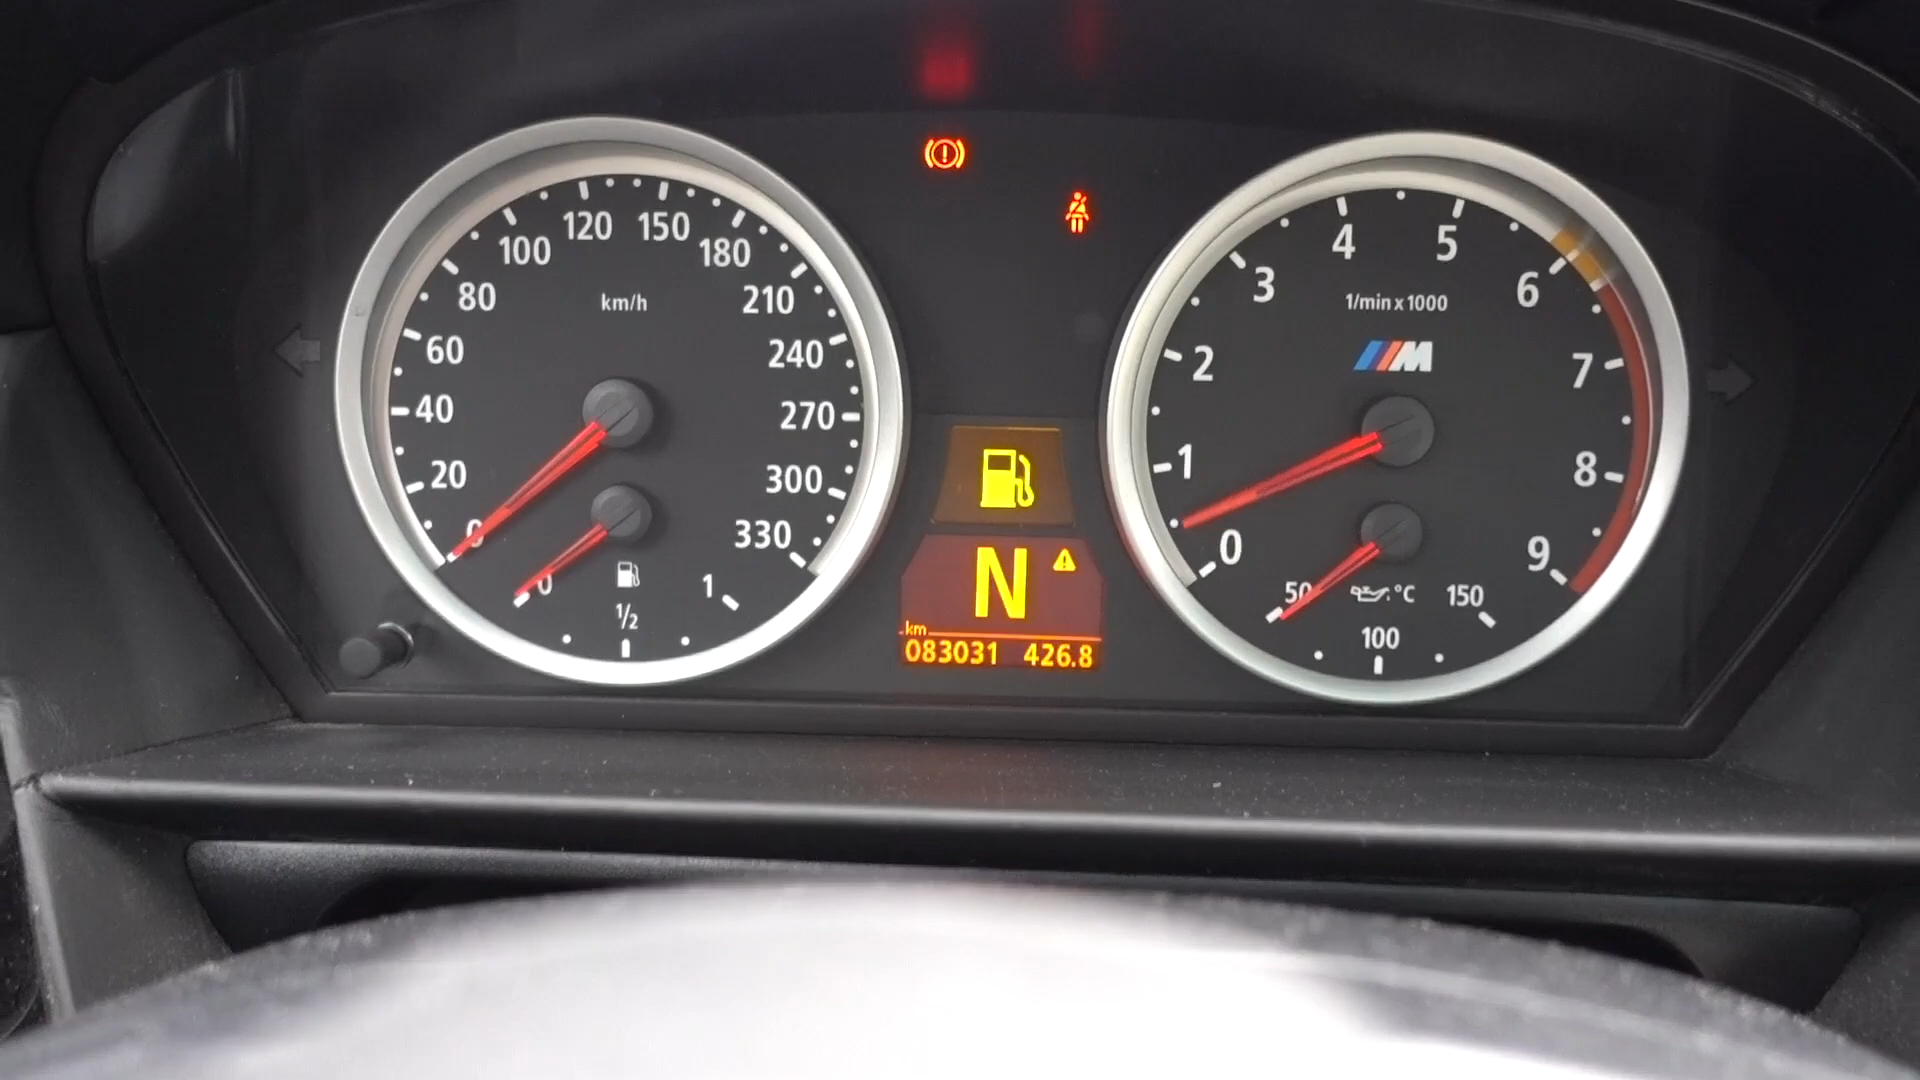 120 150
100 180
80 km/h 210
60 240
40 270
20 300
0 330
0 1/2 1
N
km
083031 426.8
4 5
3 6
1/min x 1000
M
2 7
1 8
0 9
50 °C 150
100